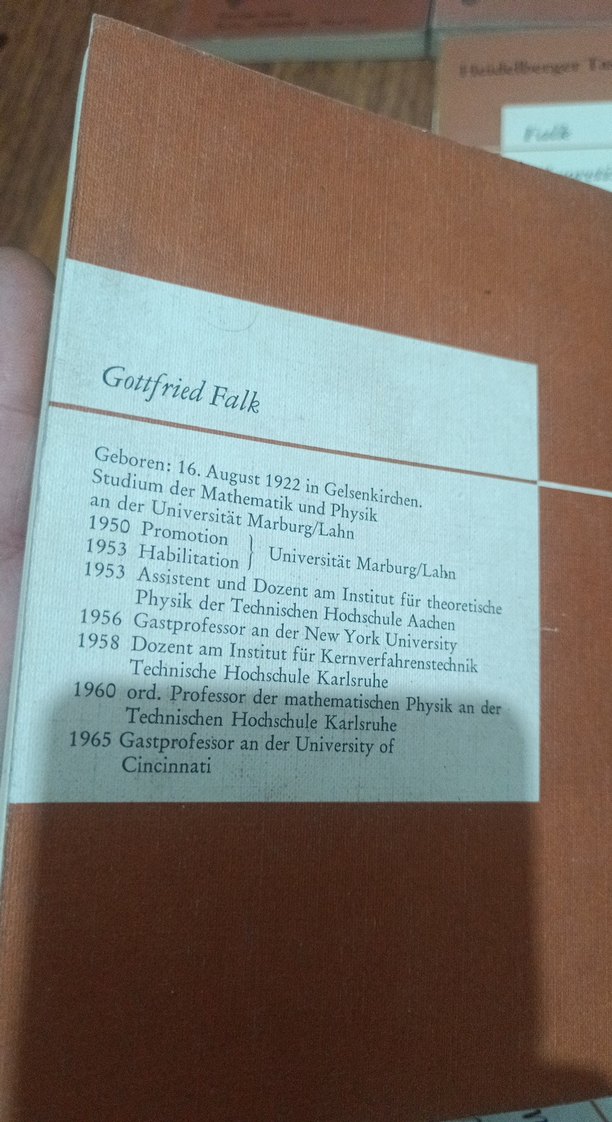 Heidelberger
Falk
Gottfried Falk
Geboren: 16. August 1922 in Gelsenkirchen.
Studium der Mathematik und Physik
an der Universität Marburg/Lahn
1950 Promotion
1953 Habilitation } Universität Marburg/Lahn
1953 Assistent und Dozent am Institut für theoretische
Physik der Technischen Hochschule Aachen
1956 Gastprofessor an der New York University
1958 Dozent am Institut für Kernverfahrenstechnik
Technische Hochschule Karlsruhe
1960 ord. Professor der mathematischen Physik an der
Technischen Hochschule Karlsruhe
1965 Gastprofessor an der University of
Cincinnati